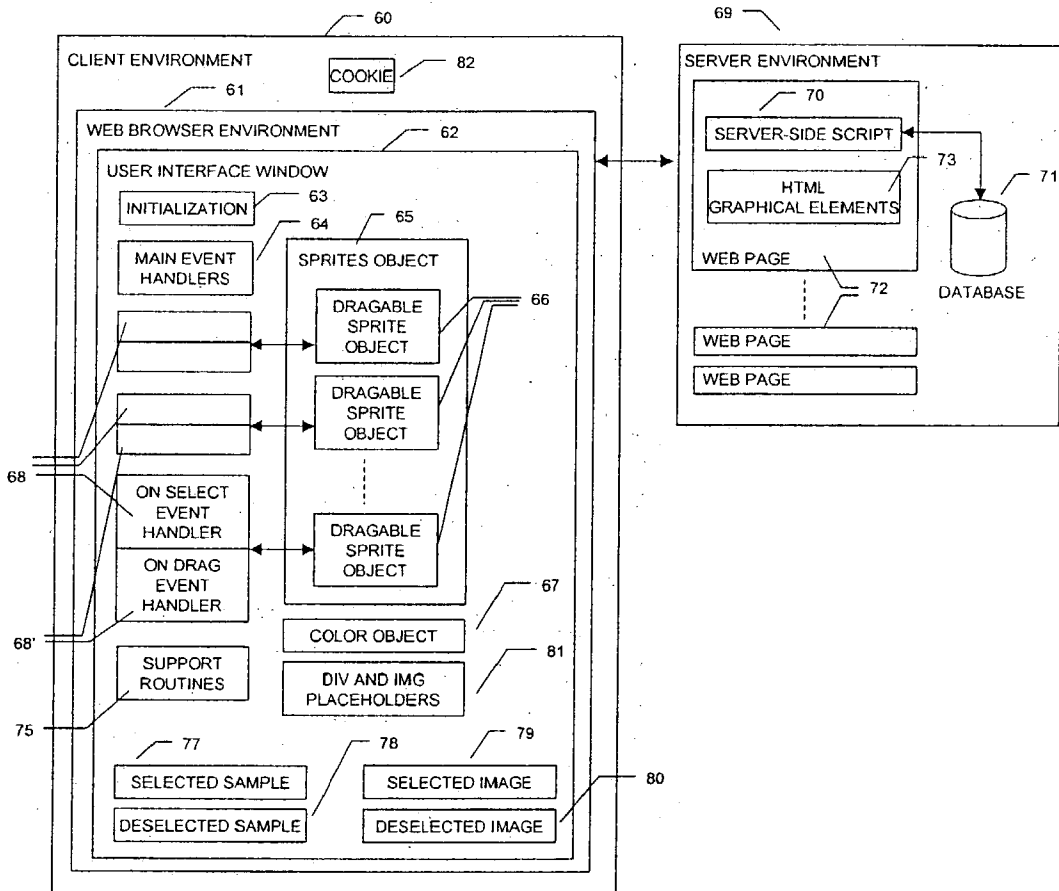 60
69
CLIENT ENVIRONMENT
COOKIE
82
SERVER ENVIRONMENT
61
70
WEB BROWSER ENVIRONMENT
62
SERVER-SIDE SCRIPT
73
71
USER INTERFACE WINDOW
63
HTML
GRAPHICAL ELEMENTS
INITIALIZATION
64
65
MAIN EVENT
HANDLERS
SPRITES OBJECT
WEB PAGE
DATABASE
72
DRAGABLE
SPRITE
OBJECT
66
WEB PAGE
WEB PAGE
DRAGABLE
SPRITE
OBJECT
68
ON SELECT
EVENT
HANDLER
DRAGABLE
SPRITE
OBJECT
ON DRAG
EVENT
HANDLER
67
COLOR OBJECT
68'
81
SUPPORT
ROUTINES
DIV AND IMG
PLACEHOLDERS
75
77
78
79
SELECTED SAMPLE
SELECTED IMAGE
80
DESELECTED SAMPLE
DESELECTED IMAGE